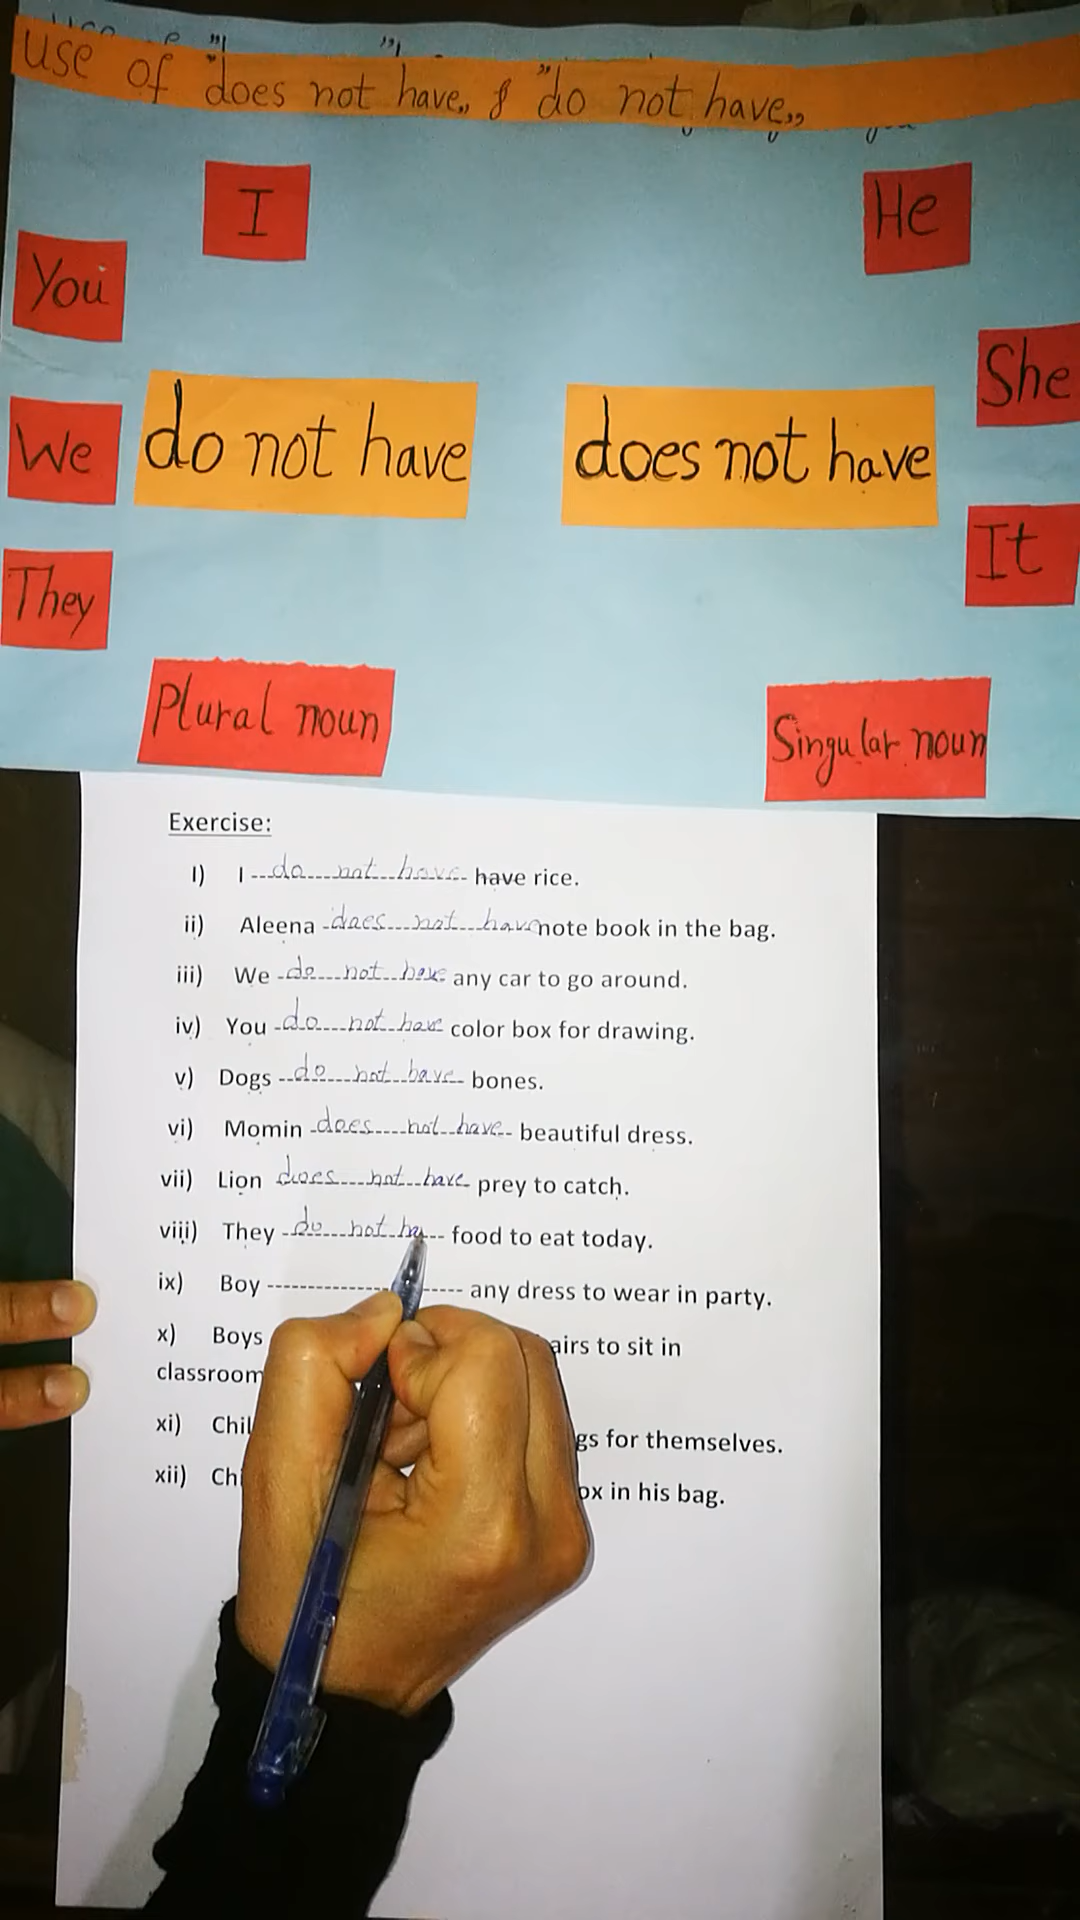 use of "does not have" & "do not have"
I
He
You
She
We
do not have
does not have
It
They
Plural noun
Singular noun
Exercise:
I) I do not have have rice.
ii) Aleena does not have note book in the bag.
iii) We do not have any car to go around.
iv) You do not have color box for drawing.
v) Dogs do not have bones.
vi) Momin does not have beautiful dress.
vii) Lion does not have prey to catch.
viii) They do not ha food to eat today.
ix) Boy any dress to wear in party.
x) Boys airs to sit in
classroom
xi) Chil gs for themselves.
xii) Chi ox in his bag.